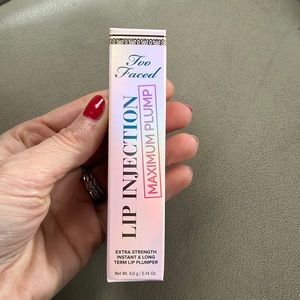 Too
Faced
LIP INJECTION
MAXIMUM PLUMP
EXTRA STRENGTH
INSTANT & LONG
TERM LIP PLUMPER
Net Wt. 4.0 g / 0.14 Oz.